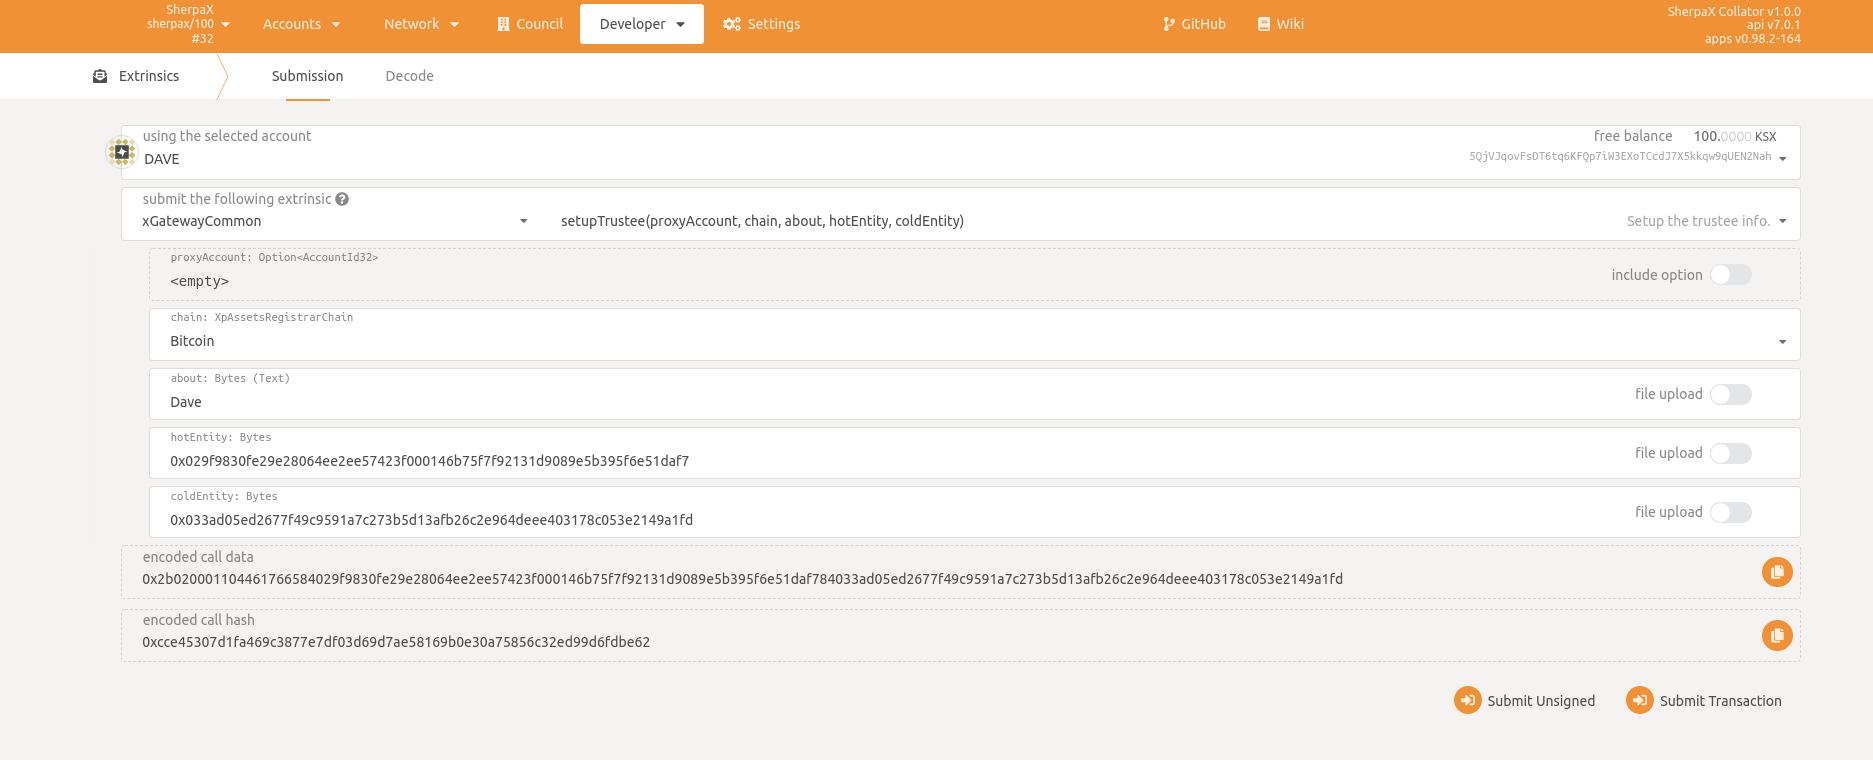 SherpaX
sherpax/100
#32
Accounts
Network
Council
Developer
Settings
GitHub
Wiki
SherpaX Collator v1.0.0
api v7.0.1
apps v0.98.2-164
Extrinsics
Submission
Decode
using the selected account
DAVE
free balance 100.0000 KSX
5QjVJqovFsDT6tq6KFQp7iW3EXoTCcdJ7X5kkqw9qUEN2Nah
submit the following extrinsic
xGatewayCommon
setupTrustee(proxyAccount, chain, about, hotEntity, coldEntity)
Setup the trustee info.
proxyAccount: Option<AccountId32>
<empty>
include option
chain: XpAssetsRegistrarChain
Bitcoin
about: Bytes (Text)
Dave
file upload
hotEntity: Bytes
0x029f9830fe29e28064ee2ee57423f000146b75f7f92131d9089e5b395f6e51daf7
file upload
coldEntity: Bytes
0x033ad05ed2677f49c9591a7c273b5d13afb26c2e964deee403178c053e2149a1fd
file upload
encoded call data
0x2b020001104461766584029f9830fe29e28064ee2ee57423f000146b75f7f92131d9089e5b395f6e51daf784033ad05ed2677f49c9591a7c273b5d13afb26c2e964deee403178c053e2149a1fd
encoded call hash
0xcce45307d1fa469c3877e7df03d69d7ae58169b0e30a75856c32ed99d6fdbe62
Submit Unsigned
Submit Transaction